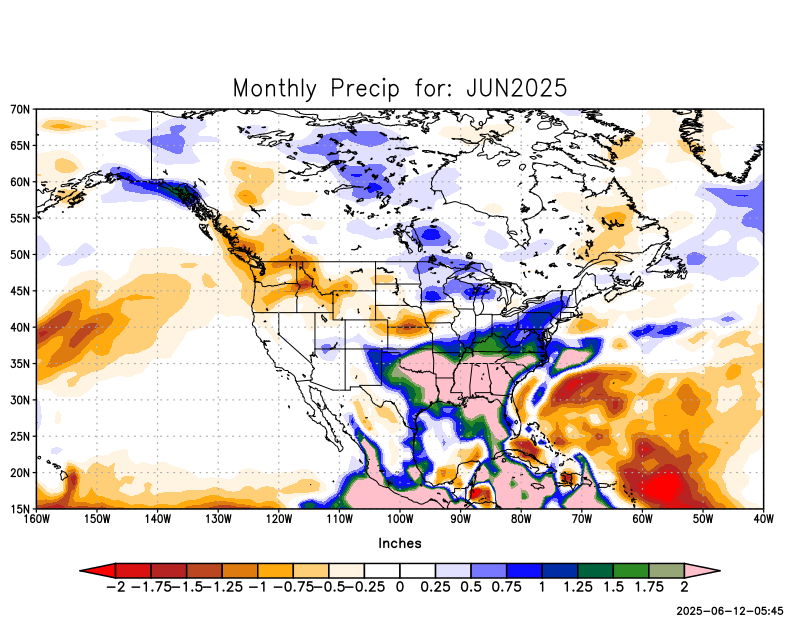 Monthly Precip for: JUN2025
70N
65N
60N
55N
50N
45N
40N
35N
30N
25N
20N
15N
160W 150W 140W 130W 120W 110W 100W 90W 80W 70W 60W 50W 40W
Inches
-2 -1.75 -1.5 -1.25 -1 -0.75 -0.5 -0.25 0 0.25 0.5 0.75 1 1.25 1.5 1.75 2
2025-06-12-05:45